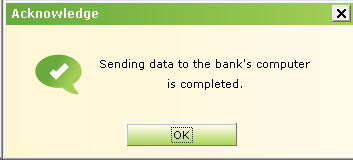 Acknowledge
Sending data to the bank's computer
is completed.
OK